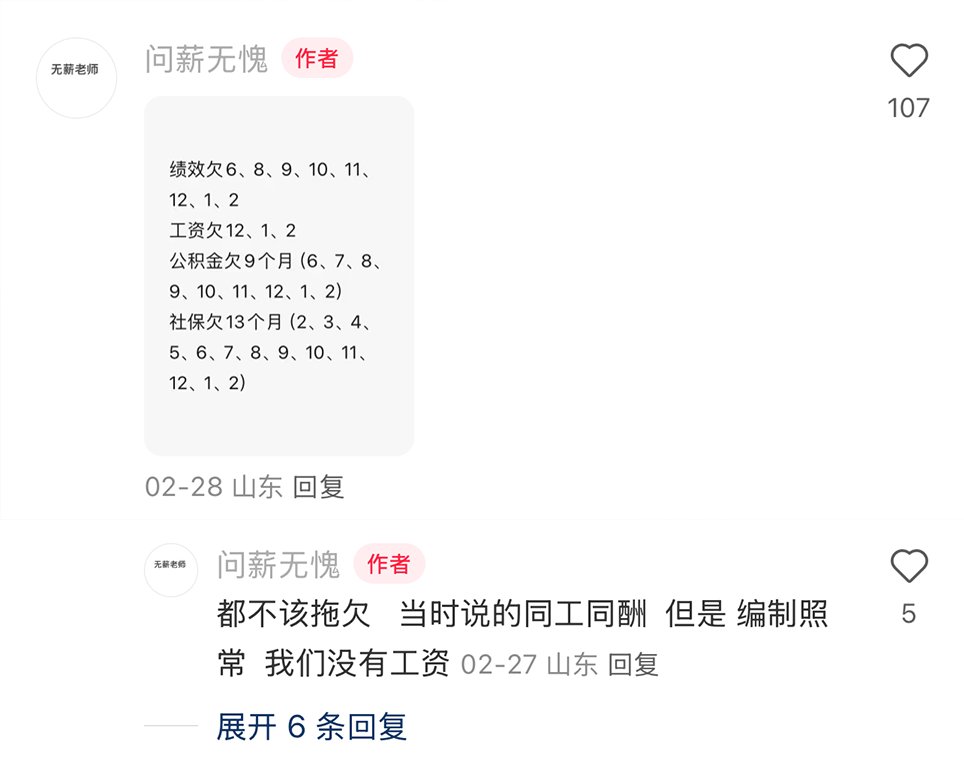 无薪老师
问薪无愧 作者
107
绩效欠6、8、9、10、11、
12、1、2
工资欠12、1、2
公积金欠9个月(6、7、8、
9、10、11、12、1、2)
社保欠13个月(2、3、4、
5、6、7、8、9、10、11、
12、1、2)
02-28 山东 回复
无薪老师
问薪无愧 作者
都不该拖欠 当时说的同工同酬 但是 编制照
5
常 我们没有工资 02-27 山东 回复
展开 6 条回复